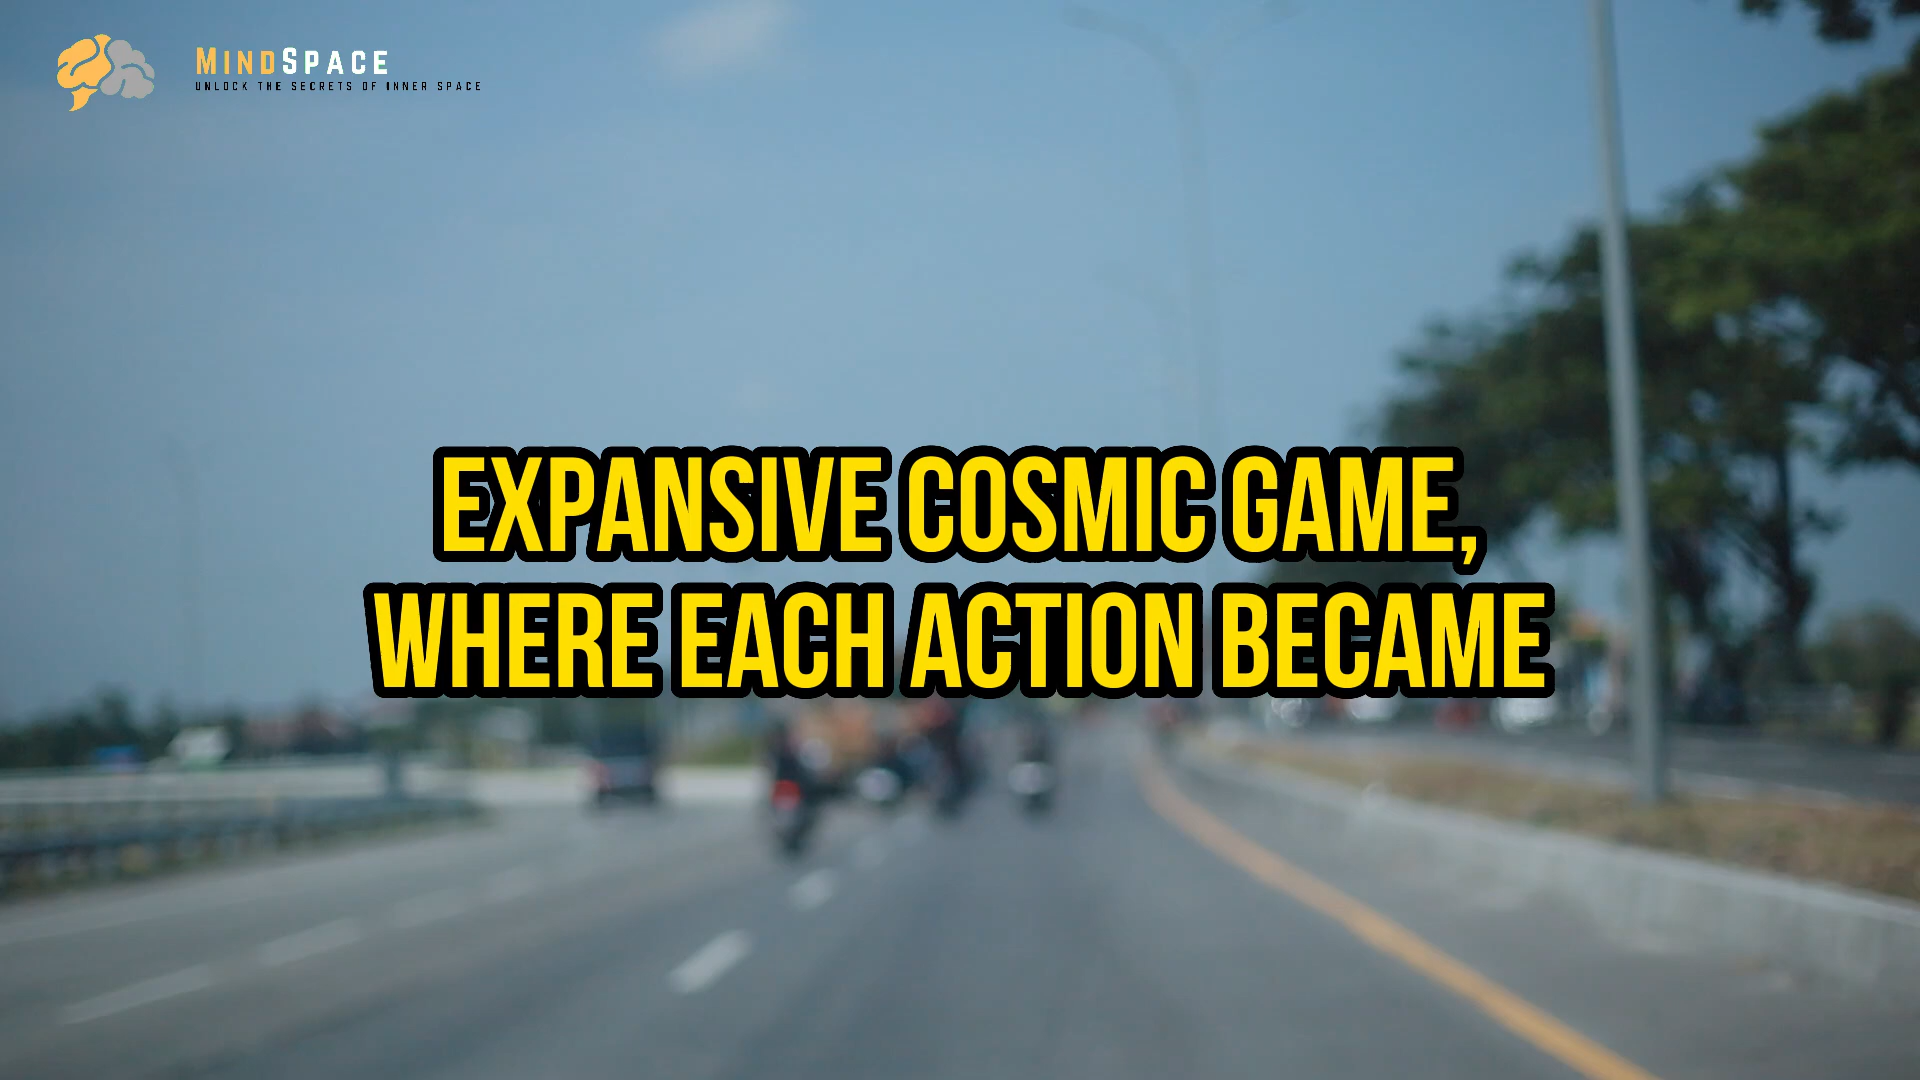 MINDSPACE
UNLOCK THE SECRETS OF INNER SPACE
EXPANSIVE COSMIC GAME,
WHERE EACH ACTION BECAME